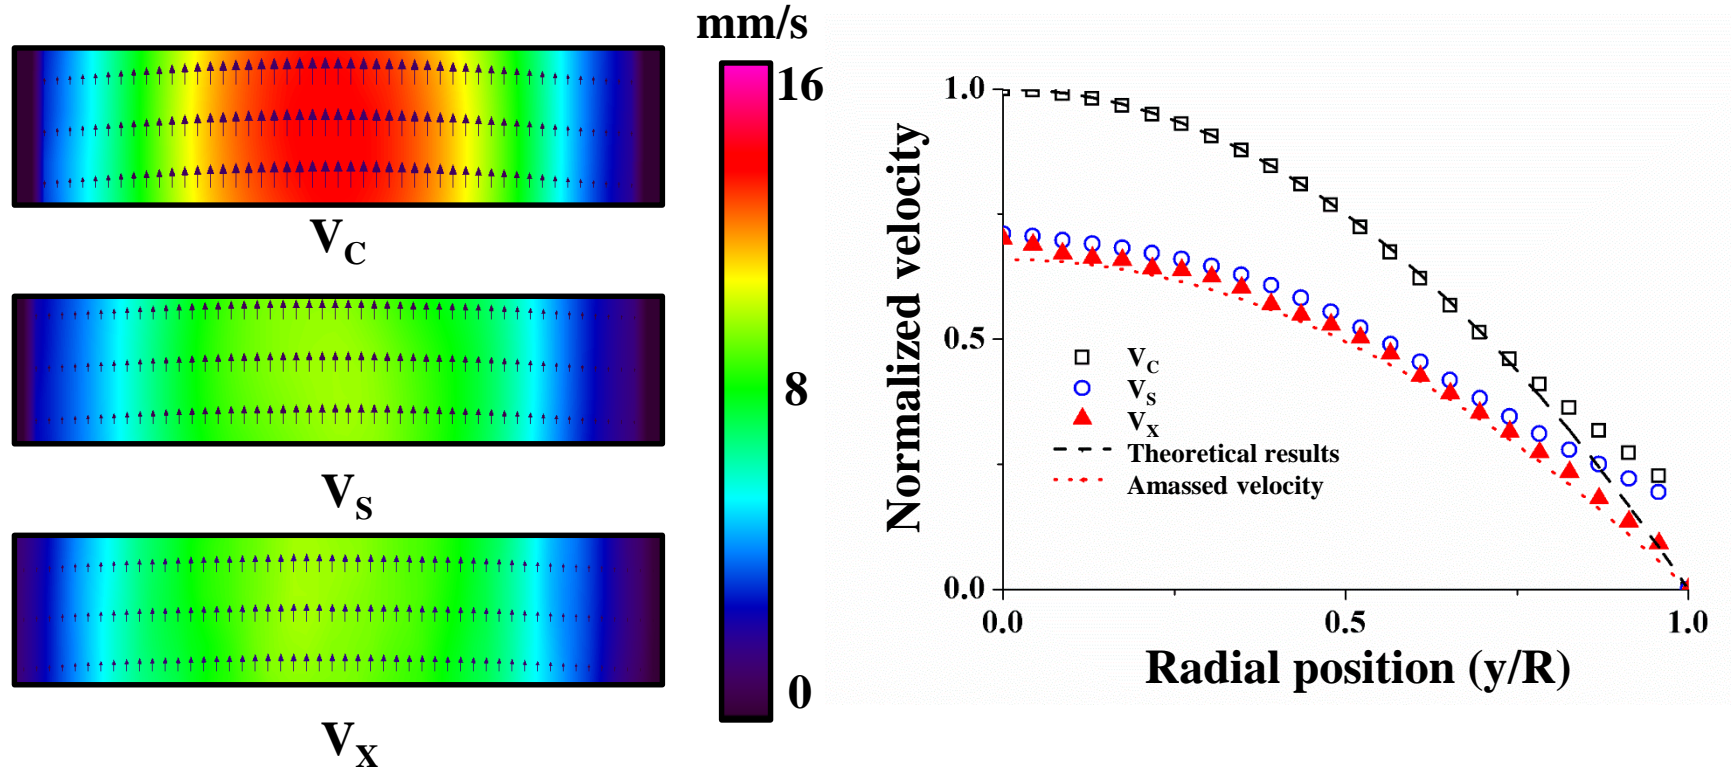 mm/s
16
8
0
V_C
V_S
V_X
Normalized velocity
1.0
0.5
0.0
V_C
V_S
V_X
Theoretical results
Amassed velocity
0.0 0.5 1.0
Radial position (y/R)